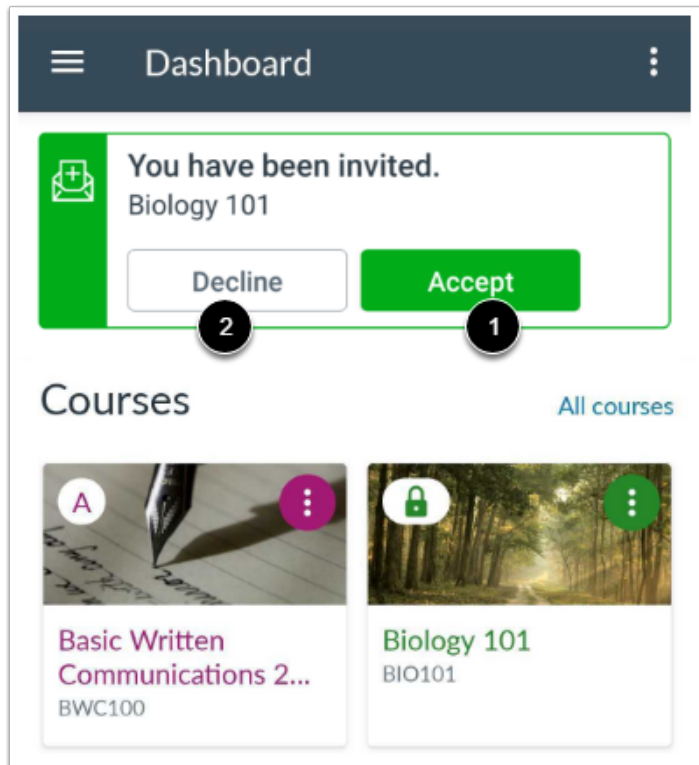 Dashboard
You have been invited.
Biology 101
Decline
Accept
2
1
Courses
All courses
A
Basic Written
Communications 2...
BWC100
Biology 101
BIO101